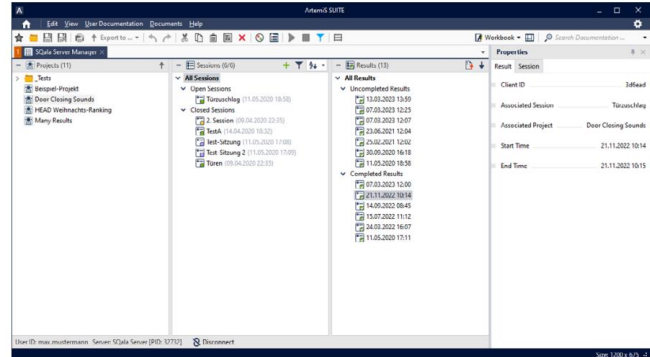 ArtemiS SUITE
Edit View User Documentation Documents Help
Export to ...
Workbook
Search Documentation ...
1 SQala Server Manager
Projects (11)
_Tests
Beispiel-Projekt
Door Closing Sounds
HEAD Weihnachts-Ranking
Many Results
Sessions (6/6)
All Sessions
Open Sessions
Türzuschlag (11.05.2020 18:58)
Closed Sessions
2. Session (09.04.2020 22:35)
TestA (14.04.2020 18:32)
Test-Sitzung (11.05.2020 17:08)
Test Sitzung 2 (11.05.2020 17:09)
Türen (09.04.2020 22:33)
Results (13)
All Results
Uncompleted Results
13.03.2023 13:59
07.03.2023 12:25
07.03.2023 12:07
23.06.2021 12:04
25.02.2021 12:02
30.09.2020 16:18
11.05.2020 18:58
Completed Results
07.03.2023 12:00
21.11.2022 10:14
14.09.2022 08:45
15.07.2022 11:12
24.03.2022 16:07
11.05.2020 17:11
Properties
Result Session
Client ID 3dfiead
Associated Session Türzuschlag
Associated Project Door Closing Sounds
Start Time 21.11.2022 10:14
End Time 21.11.2022 10:15
User ID: max.mustermann Server: SQala Server [PID: 32732] Disconnect
Size: 1200 x 675